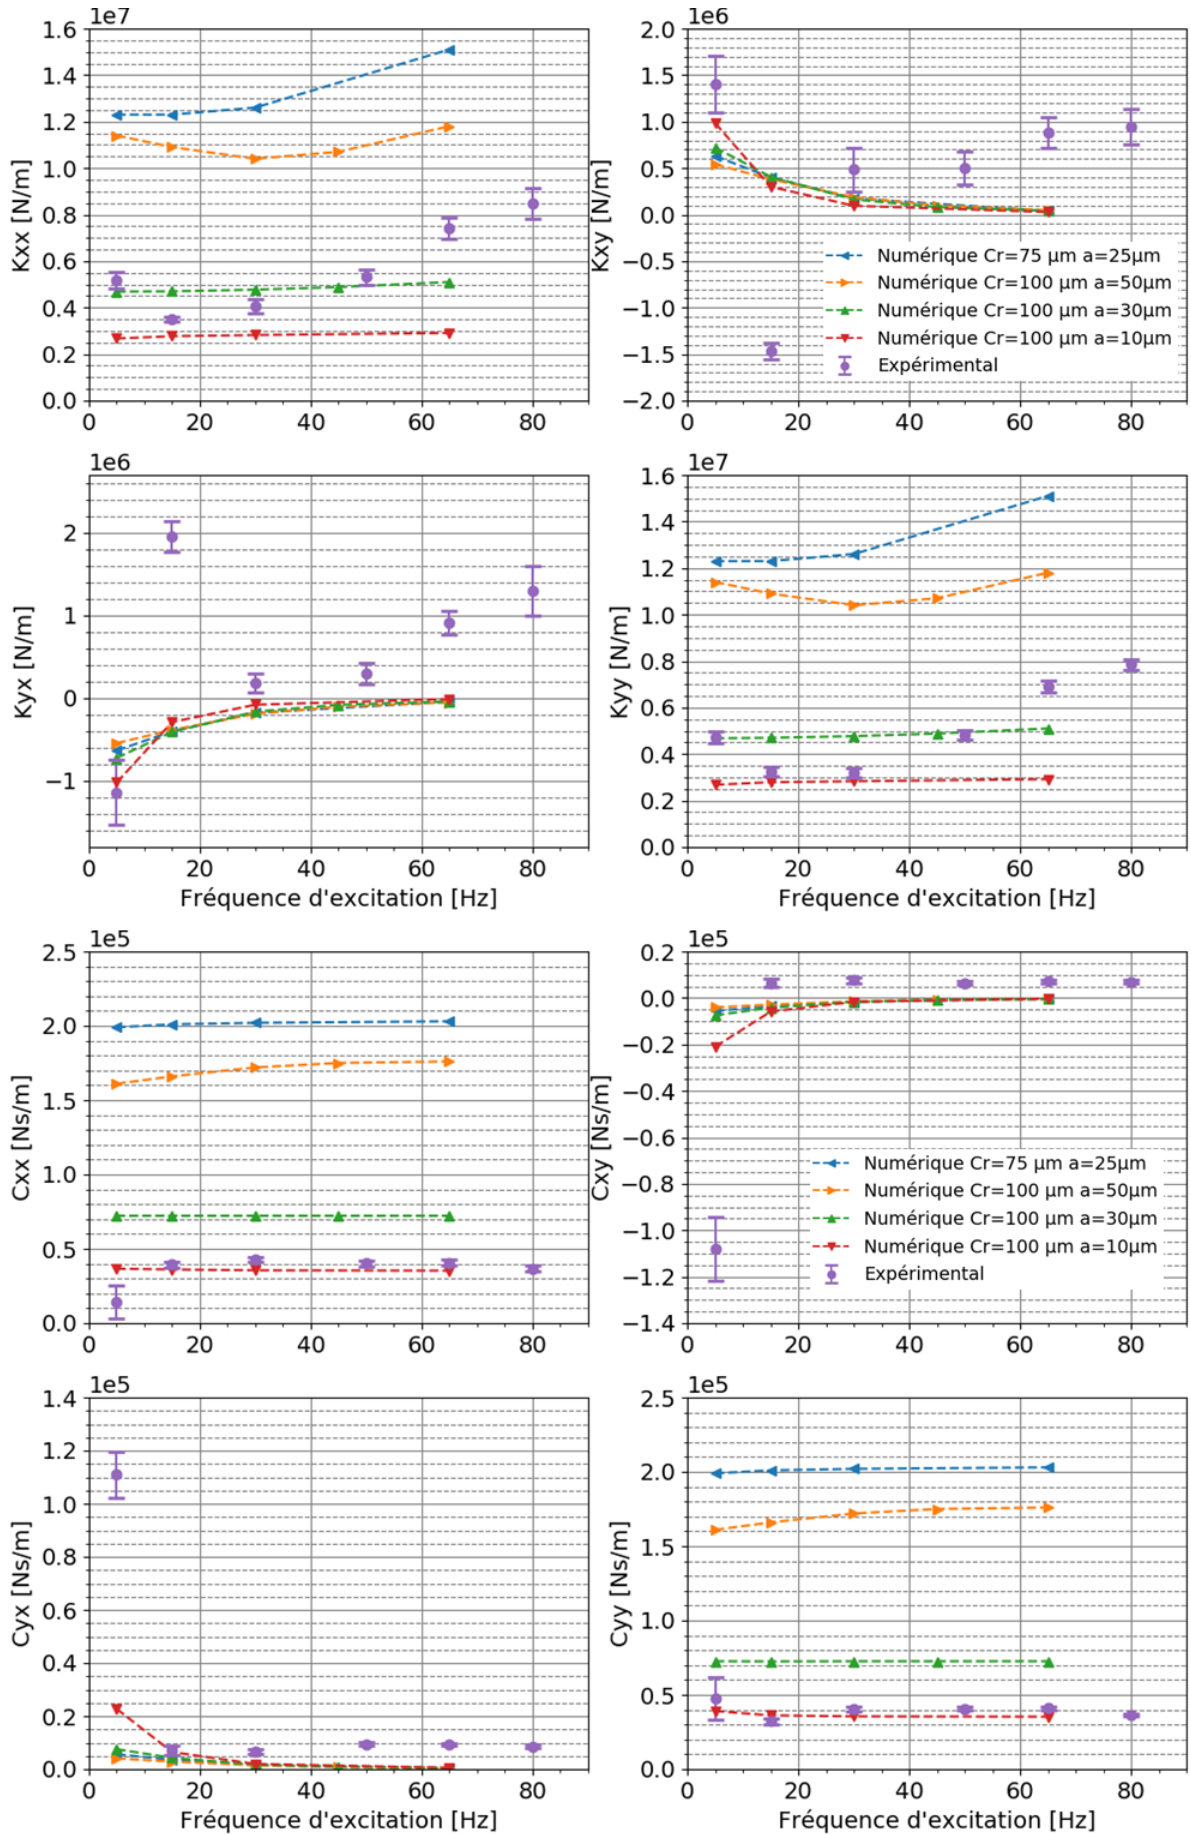 1e7
1.6
1.4
1.2
1.0
0.8
0.6
0.4
0.2
0.0
Kxx [N/m]
0 20 40 60 80
1e6
2.0
1.5
1.0
0.5
0.0
−0.5
−1.0
−1.5
−2.0
Kxy [N/m]
Numérique Cr=75 μm a=25μm
Numérique Cr=100 μm a=50μm
Numérique Cr=100 μm a=30μm
Numérique Cr=100 μm a=10μm
Expérimental
0 20 40 60 80
1e6
2
1
0
−1
Kyx [N/m]
0 20 40 60 80
Fréquence d'excitation [Hz]
1e7
1.6
1.4
1.2
1.0
0.8
0.6
0.4
0.2
0.0
Kyy [N/m]
0 20 40 60 80
Fréquence d'excitation [Hz]
1e5
2.5
2.0
1.5
1.0
0.5
0.0
Cxx [Ns/m]
0 20 40 60 80
1e5
0.2
0.0
−0.2
−0.4
−0.6
−0.8
−1.0
−1.2
−1.4
Cxy [Ns/m]
Numérique Cr=75 μm a=25μm
Numérique Cr=100 μm a=50μm
Numérique Cr=100 μm a=30μm
Numérique Cr=100 μm a=10μm
Expérimental
0 20 40 60 80
1e5
1.4
1.2
1.0
0.8
0.6
0.4
0.2
0.0
Cyx [Ns/m]
0 20 40 60 80
Fréquence d'excitation [Hz]
1e5
2.5
2.0
1.5
1.0
0.5
0.0
Cyy [Ns/m]
0 20 40 60 80
Fréquence d'excitation [Hz]